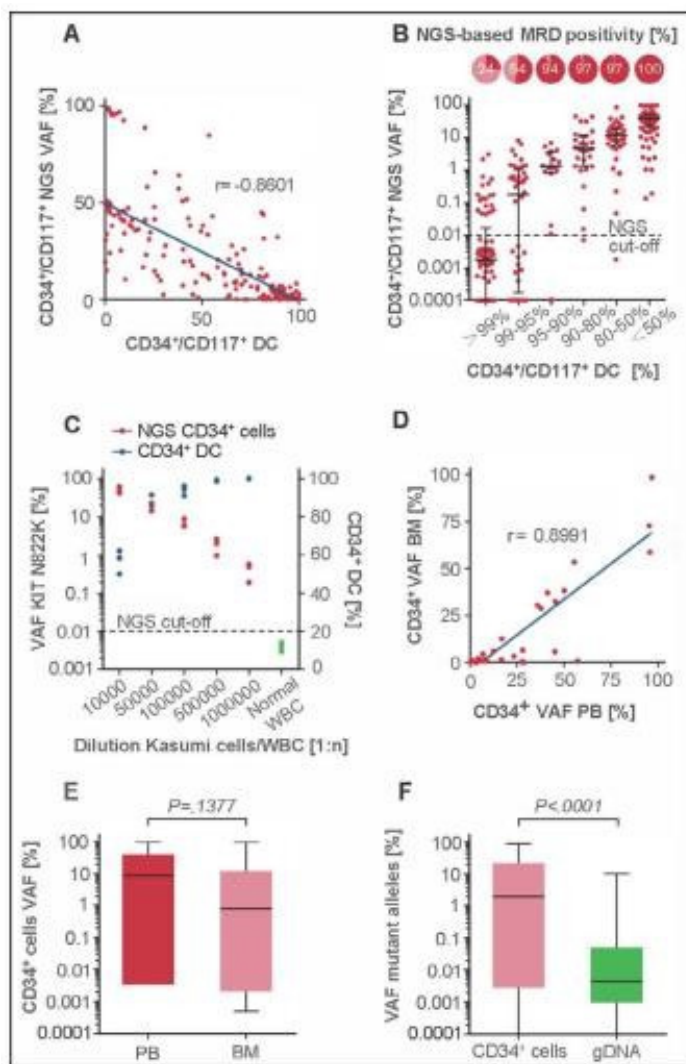 A
CD34⁺/CD117⁺ NGS VAF [%]
100
50
0
r= -0.8601
0
50
100
CD34⁺/CD117⁺ DC
B
NGS-based MRD positivity [%]
54 94 97 97 100
CD34⁺/CD117⁺ NGS VAF [%]
100
10
1
0.1
0.01
0.001
0.0001
NGS
cut-off
>99%
99-95%
95-90%
90-80%
80-50%
<50%
CD34⁺/CD117⁺ DC [%]
C
NGS CD34⁺ cells
CD34⁺ DC
VAF KIT N822K [%]
100
10
1
0.1
0.01
0.001
NGS cut-off
CD34⁺ DC [%]
100
80
60
40
20
0
10000
50000
100000
500000
1000000
Normal
WBC
Dilution Kasumi cells/WBC [1:n]
D
CD34⁺ VAF BM [%]
100
75
50
25
0
r= 0.8991
0 25 50 75 100
CD34⁺ VAF PB [%]
E
P=.1377
CD34⁺ cells VAF [%]
100
10
1
0.1
0.01
0.001
0.0001
PB BM
F
P<.0001
VAF mutant alleles [%]
100
10
1
0.1
0.01
0.001
0.0001
CD34⁺ cells gDNA